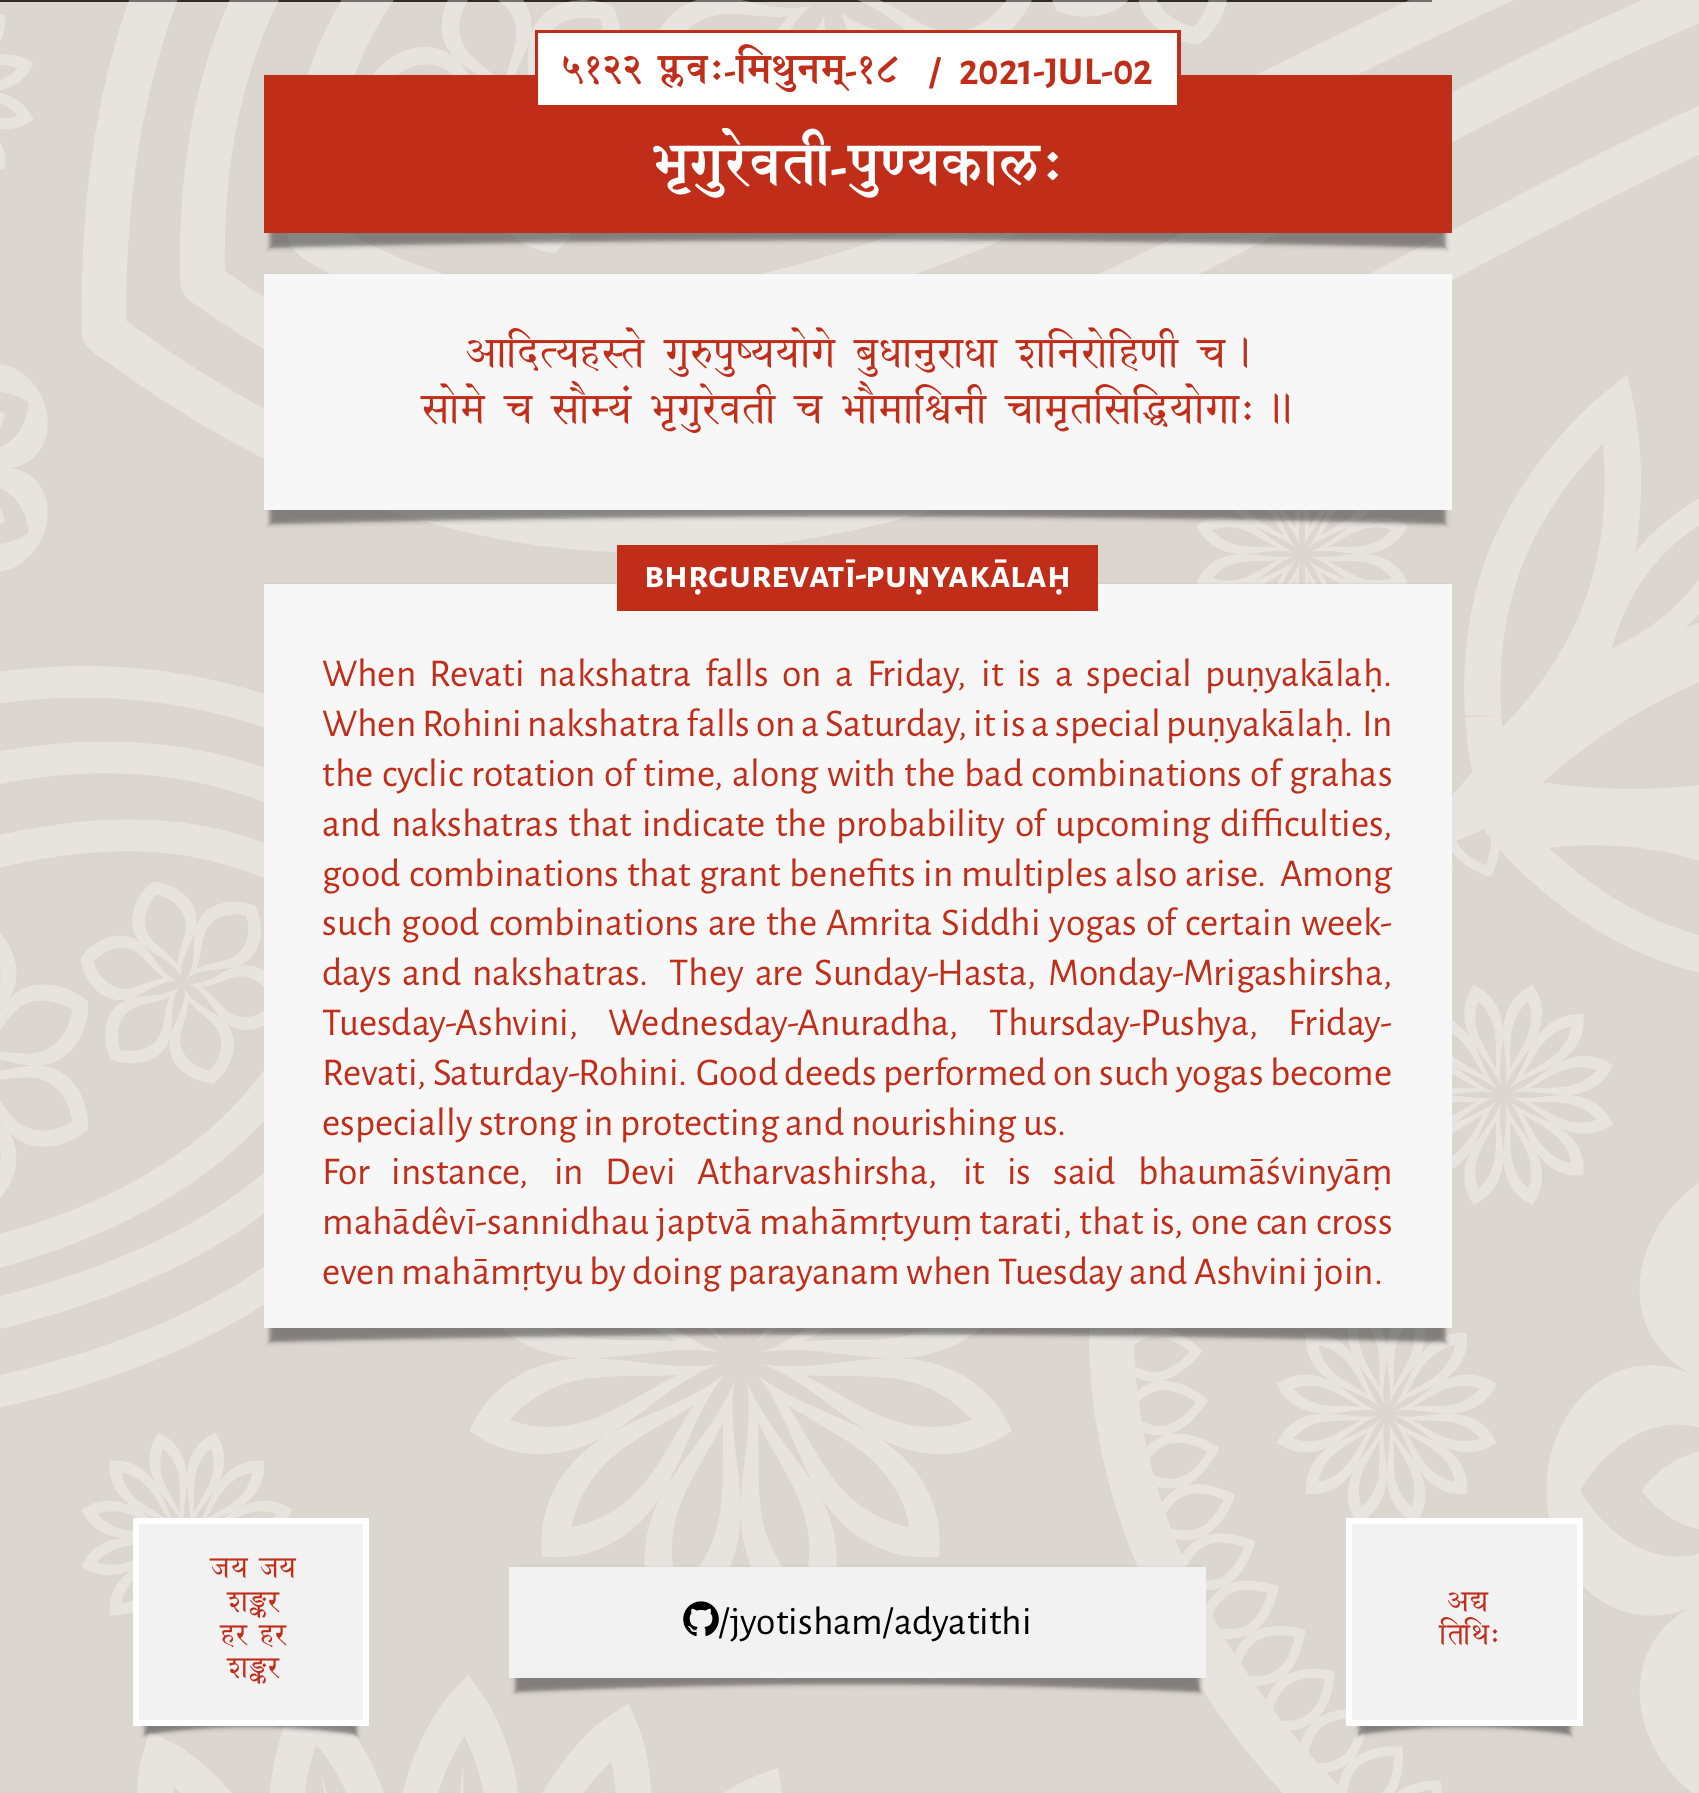 ५१२२ प्लवः-मिथुनम्-१८ / 2021-JUL-02
भृगुरेवती-पुण्यकालः
आदित्यहस्ते गुरुपुष्ययोगे बुधानुराधा शनिरोहिणी च।
सोमे च सौम्यं भृगुरेवती च भौमाश्विनी चामृतसिद्धियोगाः॥
BHṚGUREVATĪ-PUṆYAKĀLAḤ
When Revati nakshatra falls on a Friday, it is a special puṇyakālaḥ.
When Rohini nakshatra falls on a Saturday, it is a special puṇyakālaḥ. In
the cyclic rotation of time, along with the bad combinations of grahas
and nakshatras that indicate the probability of upcoming difficulties,
good combinations that grant benefits in multiples also arise. Among
such good combinations are the Amrita Siddhi yogas of certain week-
days and nakshatras. They are Sunday-Hasta, Monday-Mrigashirsha,
Tuesday-Ashvini, Wednesday-Anuradha, Thursday-Pushya, Friday-
Revati, Saturday-Rohini. Good deeds performed on such yogas become
especially strong in protecting and nourishing us.
For instance, in Devi Atharvashirsha, it is said bhaumāśvinyāṃ
mahādêvī-sannidhau japtvā mahāmṛtyuṃ tarati, that is, one can cross
even mahāmṛtyu by doing parayanam when Tuesday and Ashvini join.
जय जय
शङ्कर
हर हर
शङ्कर
/jyotisham/adyatithi
अद्य
तिथिः